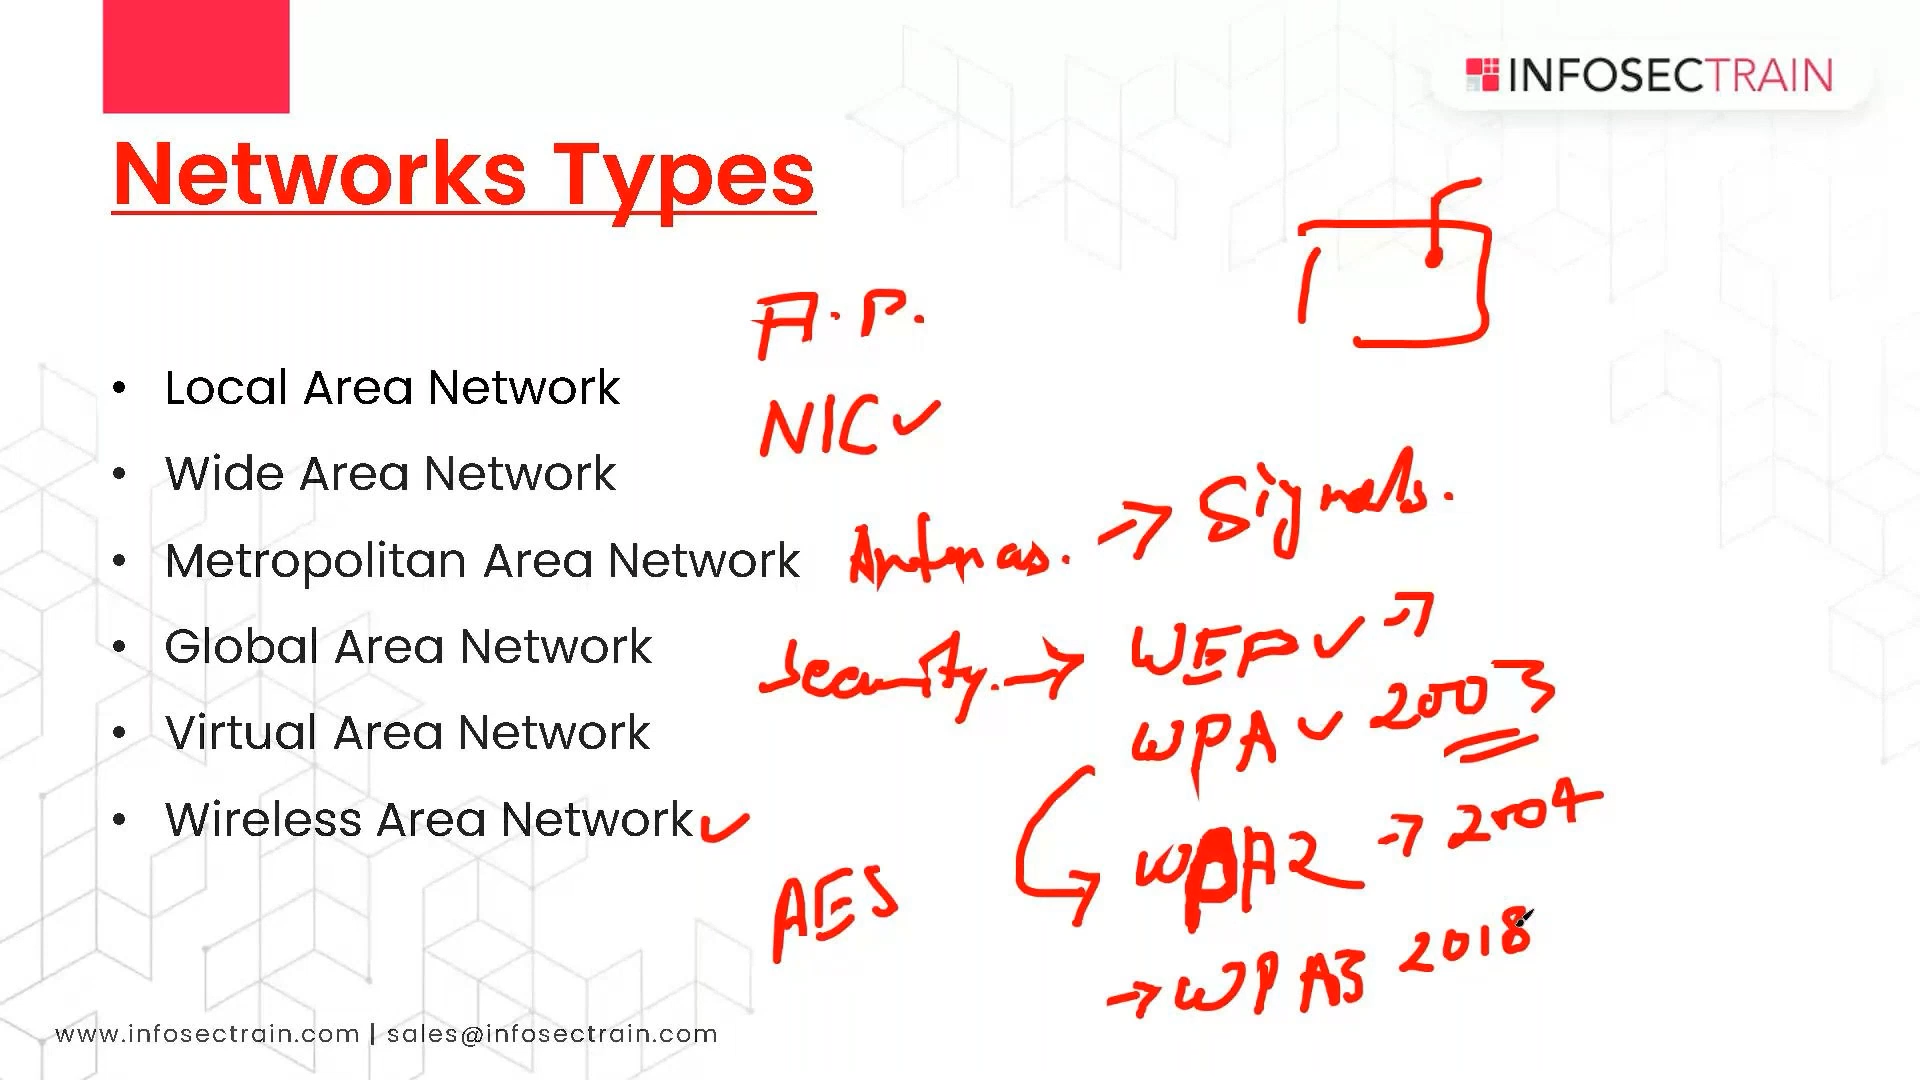 INFOSECTRAIN
Networks Types
A.P.
• Local Area Network
NIC ✓
• Wide Area Network
Antenas. → Signals.
• Metropolitan Area Network
• Global Area Network
Security. → WEP ✓ →
WPA ✓ 2003
• Virtual Area Network
• Wireless Area Network ✓
WPA2 → 2004
AES
→ WPA3 2018
www.infosectrain.com | sales@infosectrain.com